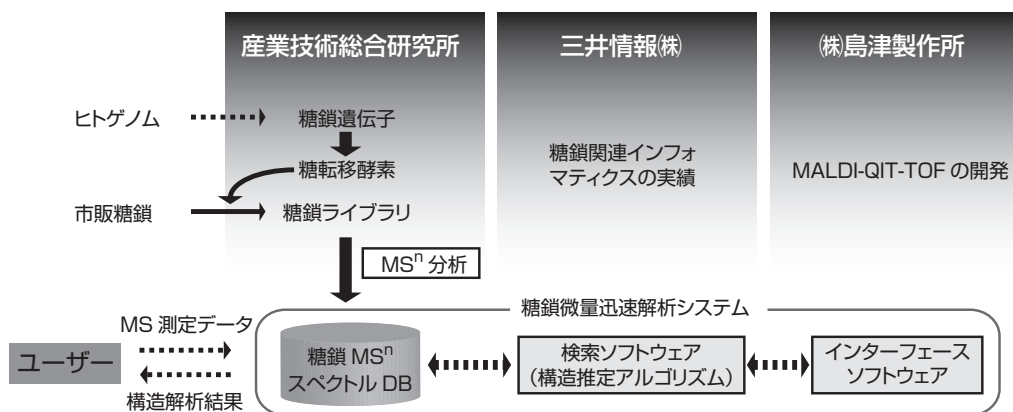 産業技術総合研究所
三井情報㈱
㈱島津製作所
ヒトゲノム
糖鎖遺伝子
糖転移酵素
市販糖鎖
糖鎖ライブラリ
糖鎖関連インフォ
マティクスの実績
MALDI-QIT-TOF の開発
MSⁿ 分析
糖鎖微量迅速解析システム
MS 測定データ
ユーザー
構造解析結果
糖鎖 MSⁿ
スペクトル DB
検索ソフトウェア
（構造推定アルゴリズム）
インターフェース
ソフトウェア